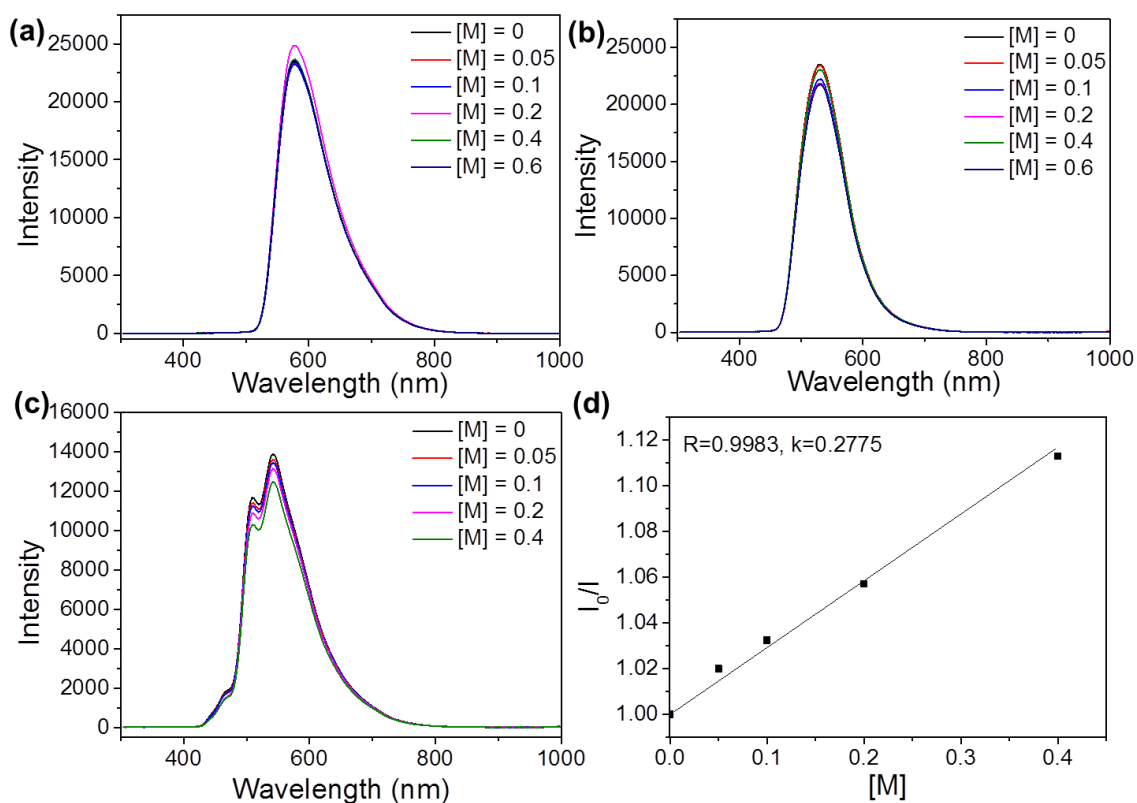 (a)
25000
20000
15000
10000
5000
0
Intensity
400
600
800
1000
Wavelength (nm)
[M] = 0
[M] = 0.05
[M] = 0.1
[M] = 0.2
[M] = 0.4
[M] = 0.6
(b)
25000
20000
15000
10000
5000
0
Intensity
400
600
800
1000
Wavelength (nm)
[M] = 0
[M] = 0.05
[M] = 0.1
[M] = 0.2
[M] = 0.4
[M] = 0.6
(c)
16000
14000
12000
10000
8000
6000
4000
2000
0
Intensity
400
600
800
1000
Wavelength (nm)
[M] = 0
[M] = 0.05
[M] = 0.1
[M] = 0.2
[M] = 0.4
(d)
R=0.9983, k=0.2775
1.12
1.10
1.08
1.06
1.04
1.02
1.00
I₀/I
0.0
0.1
0.2
0.3
0.4
[M]